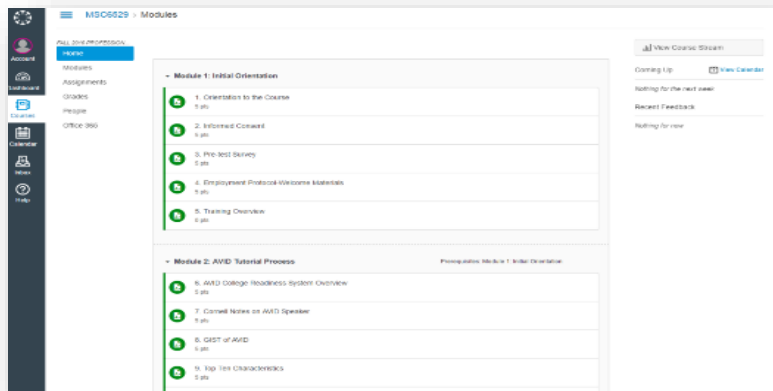 MSC6829 > Modules
FALL 2016 PROFESSION...
Account
Dashboard
Courses
Calendar
Inbox
Help
Home
Modules
Assignments
Grades
People
Office 365
Module 1: Initial Orientation
1. Orientation to the Course
5 pts
2. Informed Consent
5 pts
3. Pre-test Survey
5 pts
4. Employment Protocol-Welcome Materials
5 pts
5. Training Overview
5 pts
Module 2: AVID Tutorial Process
Prerequisites: Module 1: Initial Orientation
6. AVID College Readiness System Overview
5 pts
7. Cornell Notes on AVID Speaker
5 pts
8. GIST of AVID
5 pts
9. Top Ten Characteristics
5 pts
View Course Stream
Coming Up
View Calendar
Nothing for the next week
Recent Feedback
Nothing for now